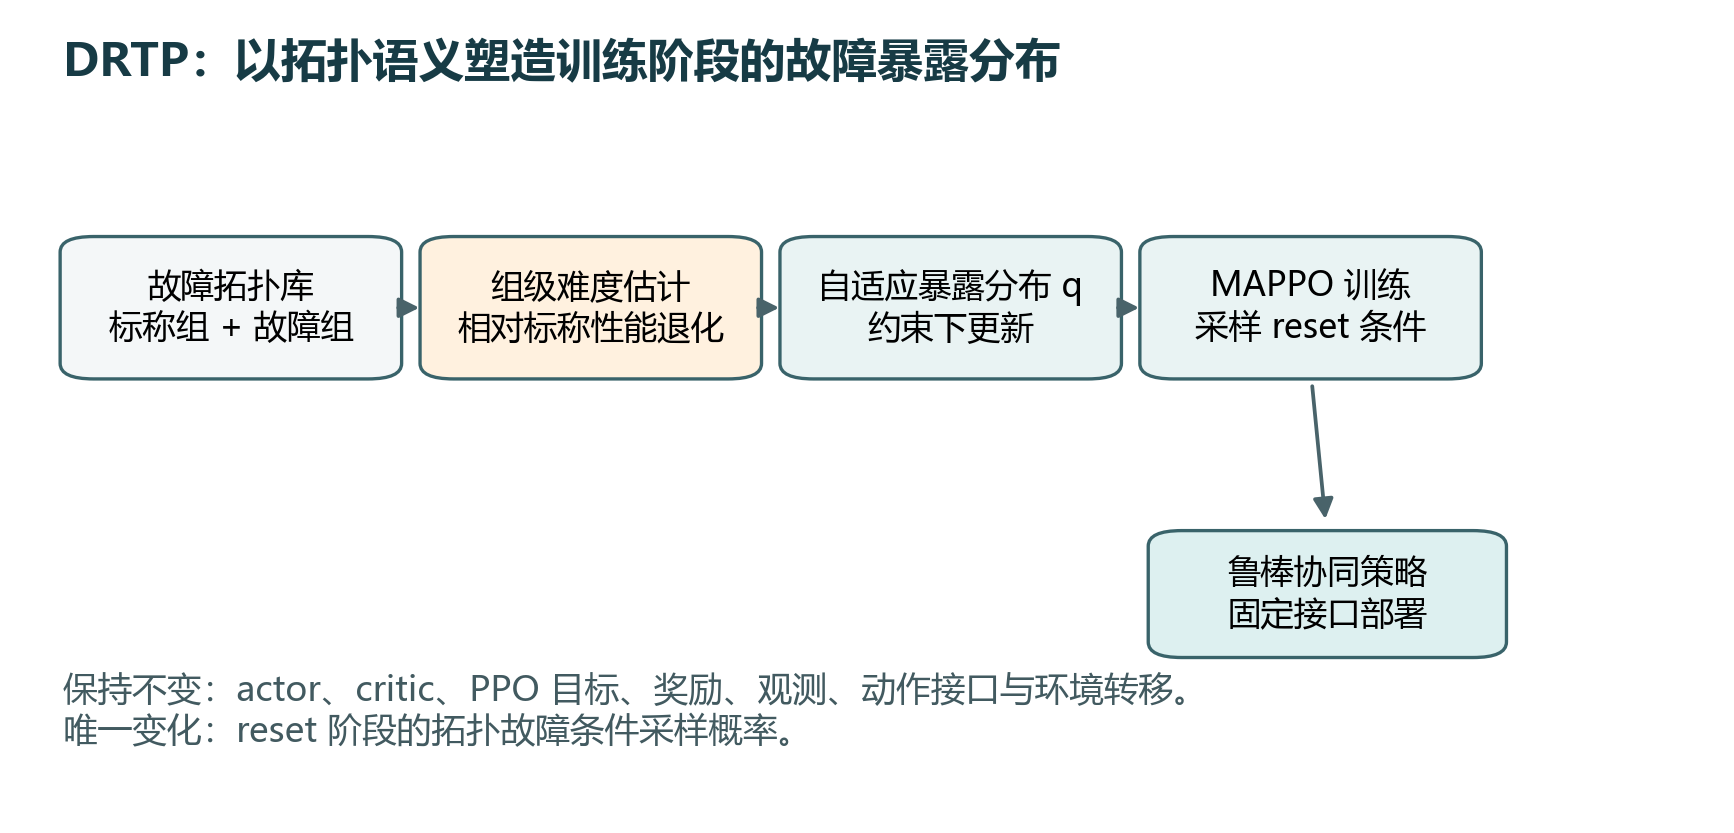 DRTP：以拓扑语义塑造训练阶段的故障暴露分布
故障拓扑库
标称组 + 故障组
组级难度估计
相对标称性能退化
自适应暴露分布 q
约束下更新
MAPPO 训练
采样 reset 条件
鲁棒协同策略
固定接口部署
保持不变：actor、critic、PPO 目标、奖励、观测、动作接口与环境转移。
唯一变化：reset 阶段的拓扑故障条件采样概率。